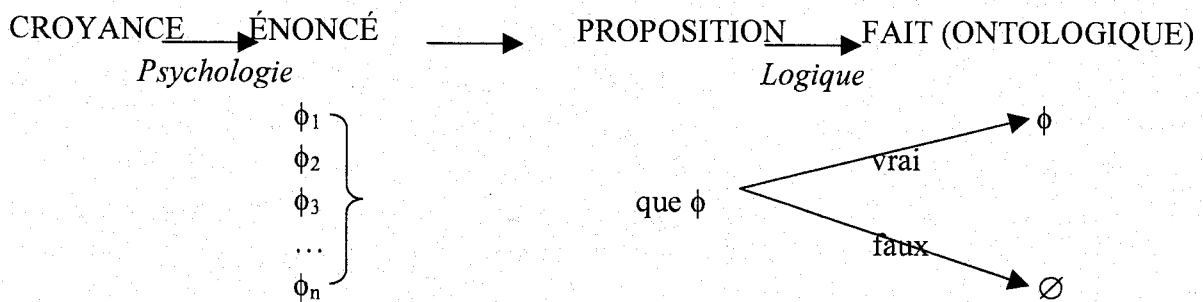 CROYANCE ÉNONCÉ PROPOSITION FAIT (ONTOLOGIQUE)
Psychologie Logique
ϕ1
ϕ2
ϕ3
...
ϕn
que ϕ
vrai
faux
ϕ
∅